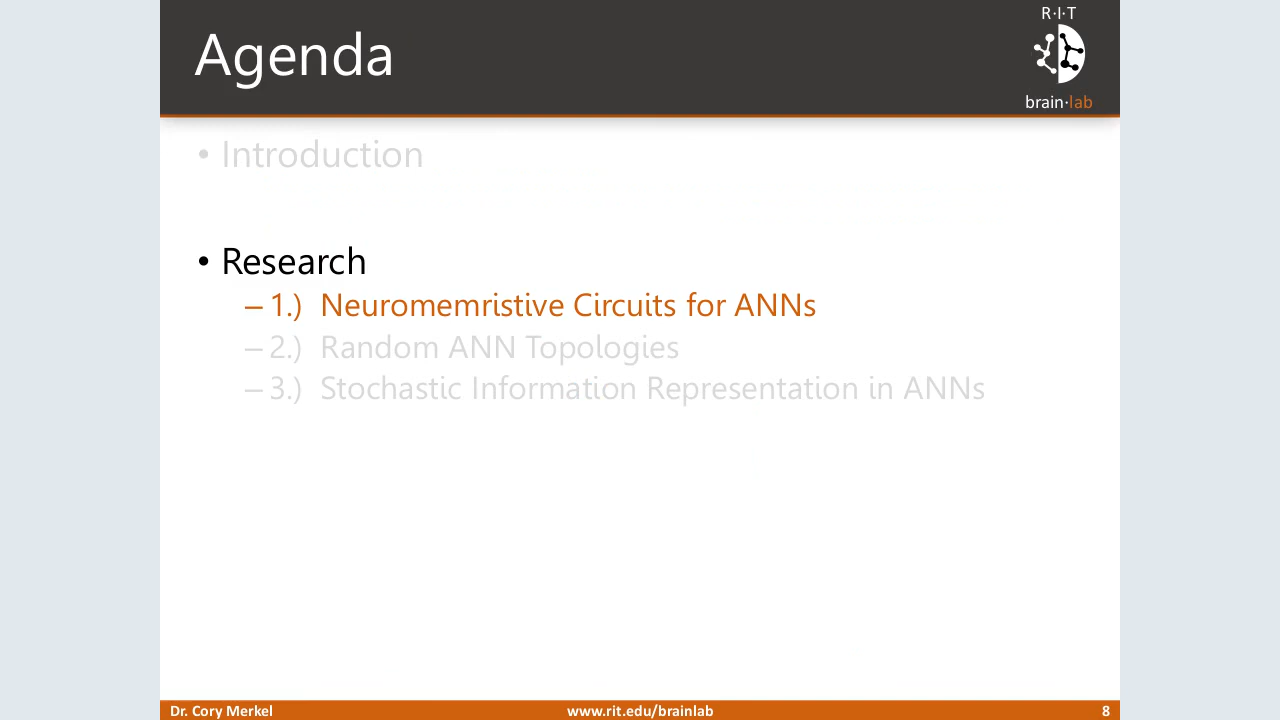 Agenda
R·I·T
brain·lab
• Introduction
• Research
– 1.) Neuromemristive Circuits for ANNs
– 2.) Random ANN Topologies
– 3.) Stochastic Information Representation in ANNs
Dr. Cory Merkel www.rit.edu/brainlab 8